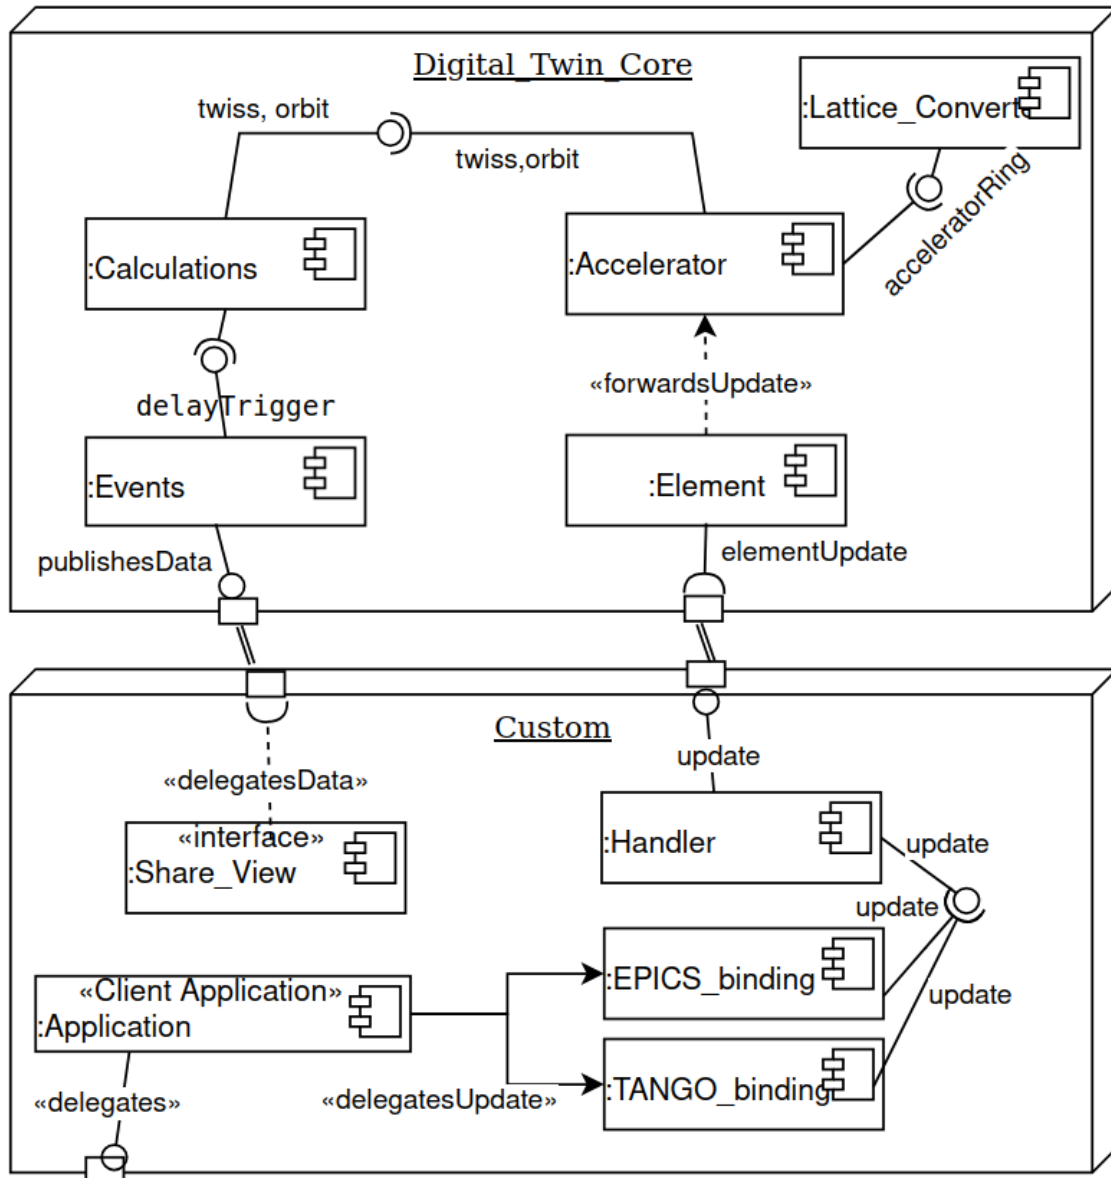 Digital_Twin_Core
twiss, orbit
twiss,orbit
:Lattice_Convert
acceleratorRing
:Calculations
:Accelerator
delayTrigger
«forwardsUpdate»
:Events
:Element
publishesData
elementUpdate
Custom
«delegatesData»
update
«interface»
:Share_View
:Handler
update
update
:EPICS_binding
update
«Client Application»
:Application
«delegates»
«delegatesUpdate»
:TANGO_binding